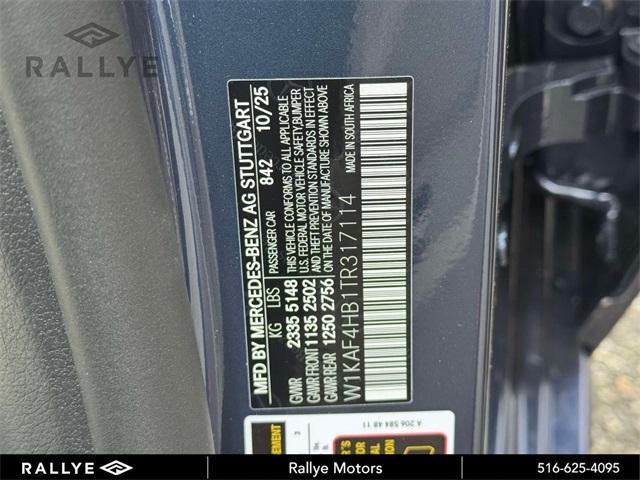 RALLYE
MFD BY MERCEDES-BENZ AG STUTTGART
PASSENGER CAR 842 10/25
KG LBS
GVWR 2335 5148
GAWR FRONT 1135 2502
GAWR REAR 1250 2756
THIS VEHICLE CONFORMS TO ALL APPLICABLE
U.S. FEDERAL MOTOR VEHICLE SAFETY,BUMPER
AND THEFT PREVENTION STANDARDS IN EFFECT
ON THE DATE OF MANUFACTURE SHOWN ABOVE
MADE IN SOUTH AFRICA
W1KAF4HB1TR317114
A 206 584 48 11
RALLYE
Rallye Motors
516-625-4095